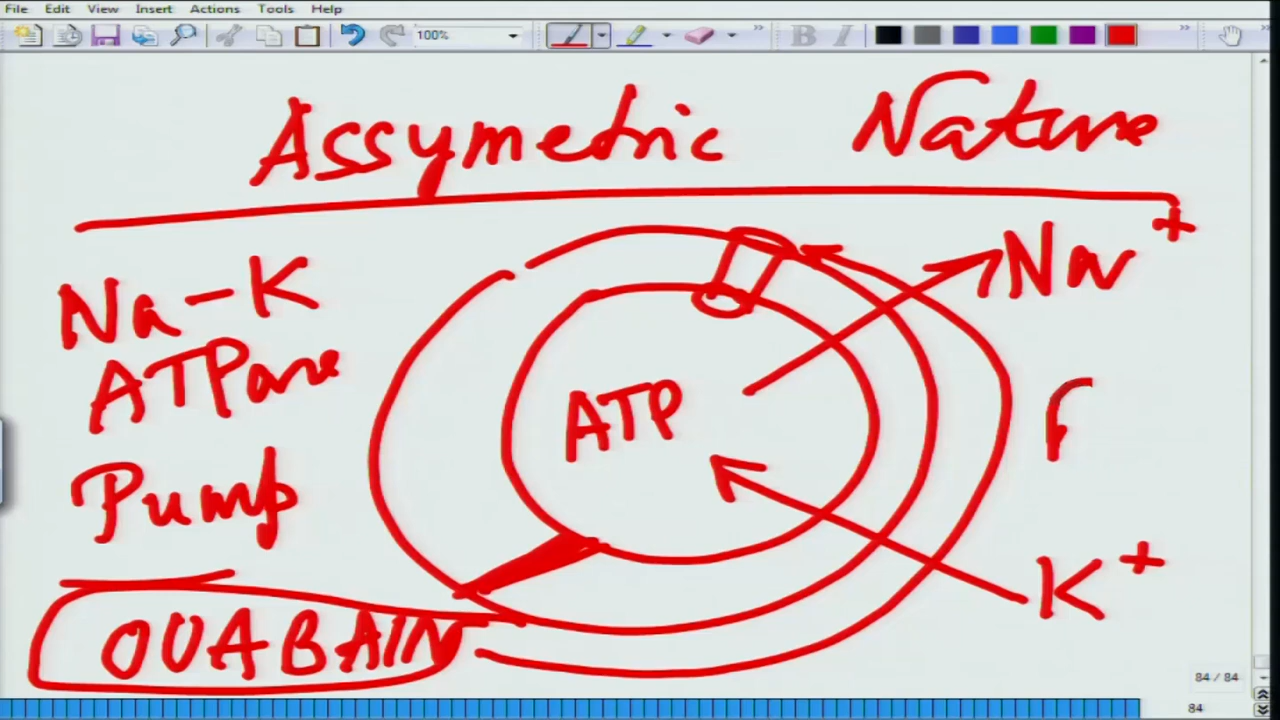 File Edit View Insert Actions Tools Help
100%
Assymetric Nature
Na-K
ATPase
Pump
OUABAIN
ATP
Na+
K+
84 / 84
84